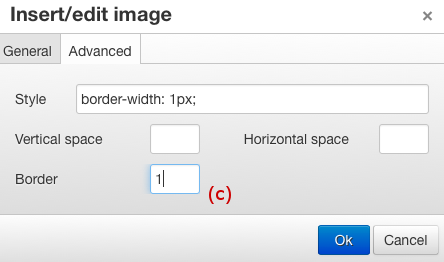 Insert/edit image ×
General Advanced
Style border-width: 1px;
Vertical space Horizontal space
Border 1
(c)
Ok Cancel